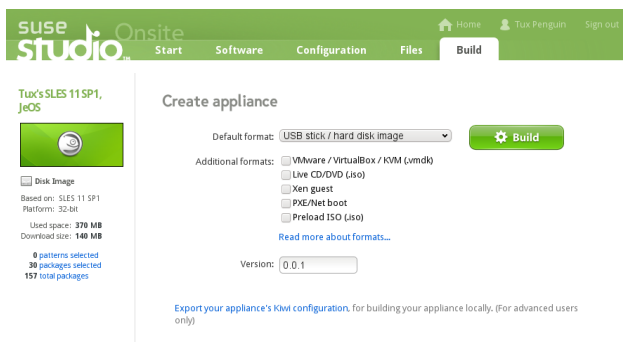 suse Onsite
studio™
Home Tux Penguin Sign out
Start Software Configuration Files Build
Tux's SLES 11 SP1,
JeOS
Disk Image
Based on: SLES 11 SP1
Platform: 32-bit
Used space: 370 MB
Download size: 140 MB
0 patterns selected
30 packages selected
157 total packages
Create appliance
Default format: USB stick / hard disk image
Build
Additional formats: VMware / VirtualBox / KVM (.vmdk)
Live CD/DVD (.iso)
Xen guest
PXE/Net boot
Preload ISO (.iso)
Read more about formats...
Version: 0.0.1
Export your appliance's Kiwi configuration, for building your appliance locally. (For advanced users
only)